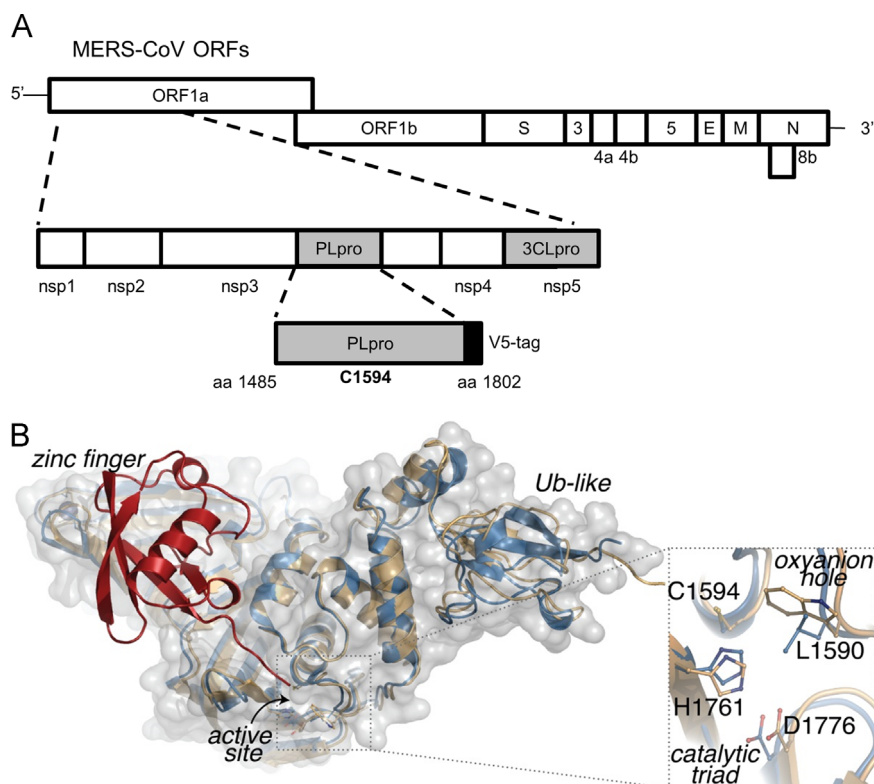 A
MERS-CoV ORFs
5’
ORF1a
ORF1b
S
3
5
E
M
N
3’
4a 4b
8b
PLpro
3CLpro
nsp1
nsp2
nsp3
nsp4
nsp5
PLpro
V5-tag
aa 1485
C1594
aa 1802
B
zinc finger
Ub-like
active
site
oxyanion
hole
C1594
L1590
H1761
D1776
catalytic
triad